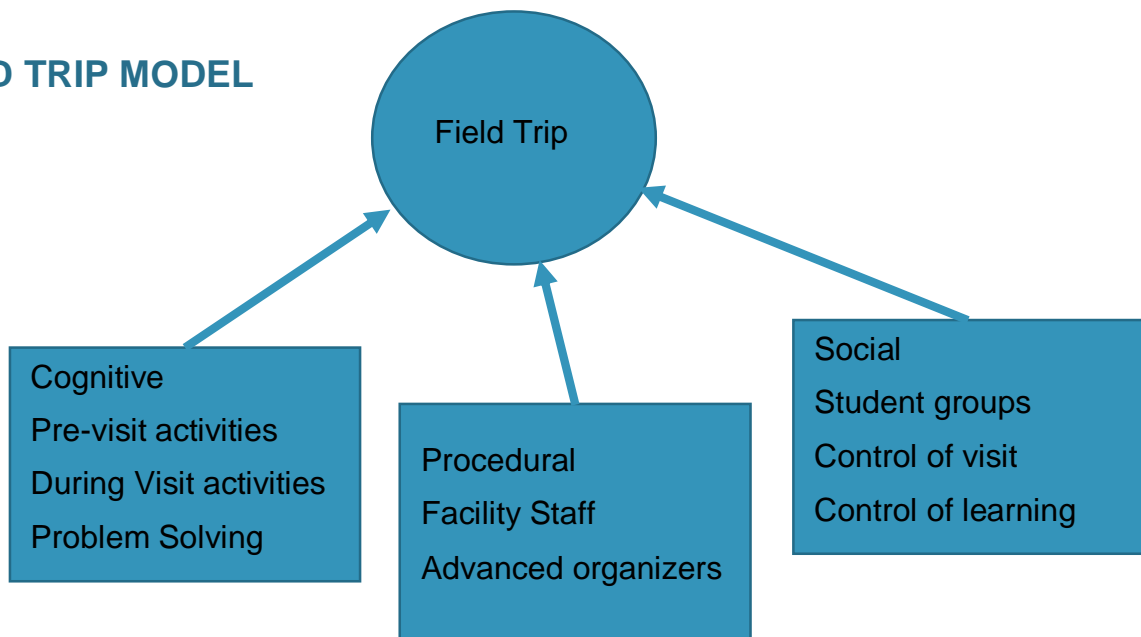 D TRIP MODEL
Field Trip
Cognitive
Pre-visit activities
During Visit activities
Problem Solving
Procedural
Facility Staff
Advanced organizers
Social
Student groups
Control of visit
Control of learning